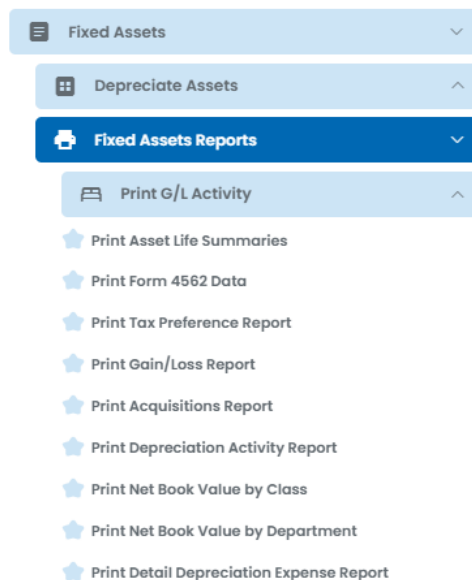 Fixed Assets
Depreciate Assets
Fixed Assets Reports
Print G/L Activity
Print Asset Life Summaries
Print Form 4562 Data
Print Tax Preference Report
Print Gain/Loss Report
Print Acquisitions Report
Print Depreciation Activity Report
Print Net Book Value by Class
Print Net Book Value by Department
Print Detail Depreciation Expense Report